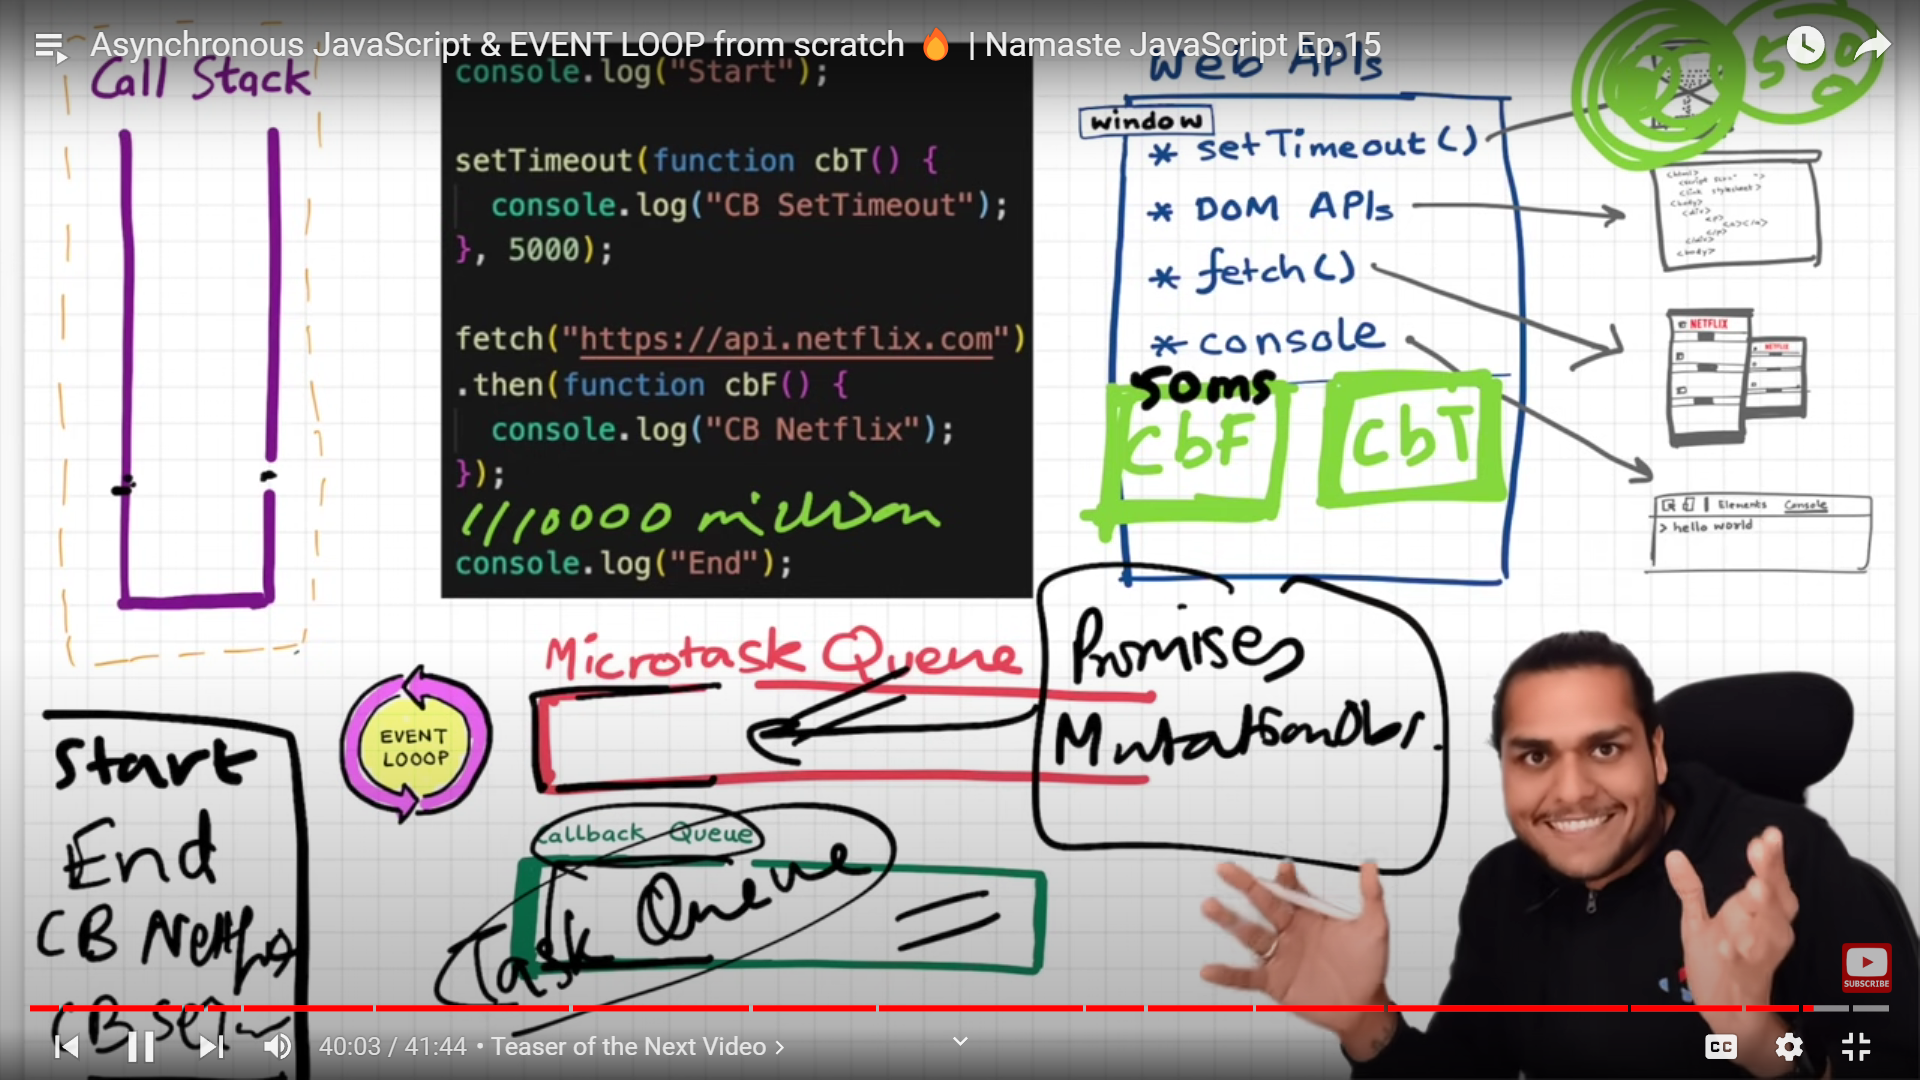 Asynchronous JavaScript & EVENT LOOP from scratch 🔥 | Namaste JavaScript Ep.15
Call Stack
console.log("Start");
setTimeout(function cbT() {
console.log("CB SetTimeout");
}, 5000);
fetch("https://api.netflix.com")
.then(function cbF() {
console.log("CB Netflix");
});
million
console.log("End");
Web APIs
window
* setTimeout()
* DOM APIs
* fetch()
* console
50ms
CbF
CbT
NETFLIX
NETFLIX
Elements Console
> hello world
Microtask Queue
Promises
MutationObs.
EVENT
LOOOP
Callback Queue
Task Queue
Start
End
CB Netflix
CB
SUBSCRIBE
40:03 / 41:44 • Teaser of the Next Video >
CC